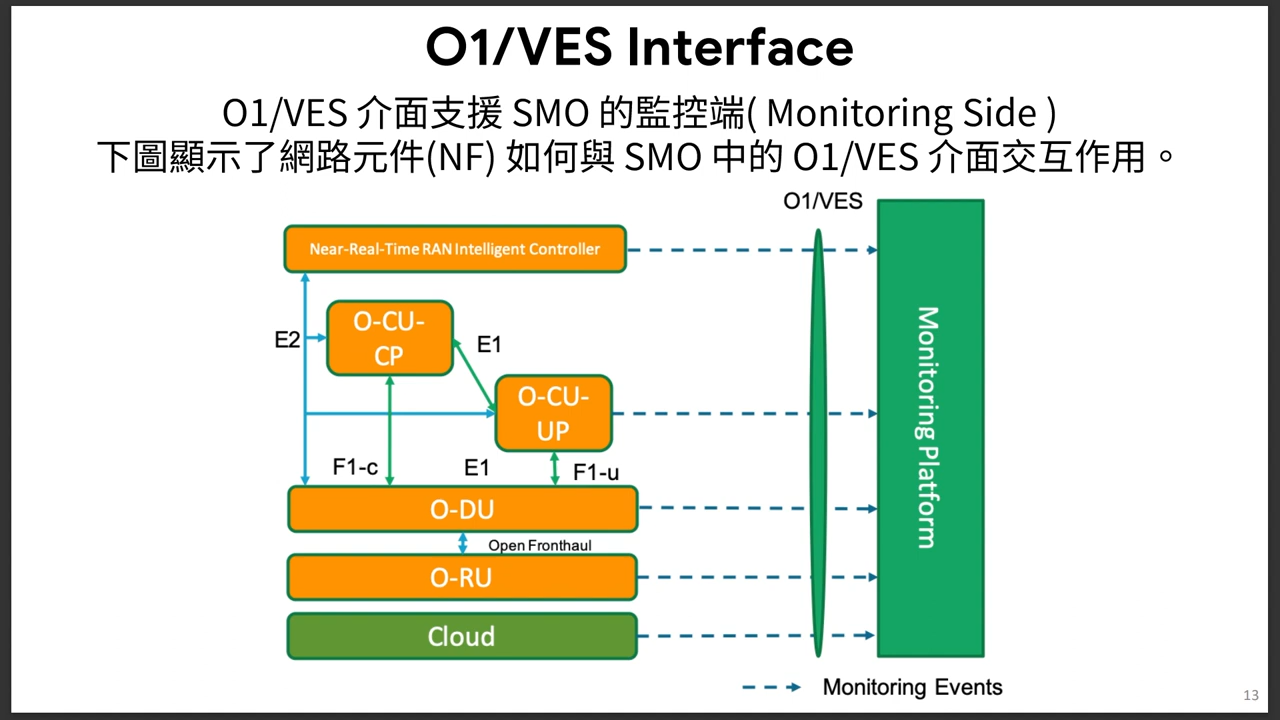 O1/VES Interface
O1/VES 介面支援 SMO 的監控端( Monitoring Side )
下圖顯示了網路元件(NF) 如何與 SMO 中的 O1/VES 介面交互作用。
O1/VES
Near-Real-Time RAN Intelligent Controller
O-CU-
CP
E2
E1
O-CU-
UP
Monitoring Platform
F1-c
E1
F1-u
O-DU
Open Fronthaul
O-RU
Cloud
Monitoring Events
13